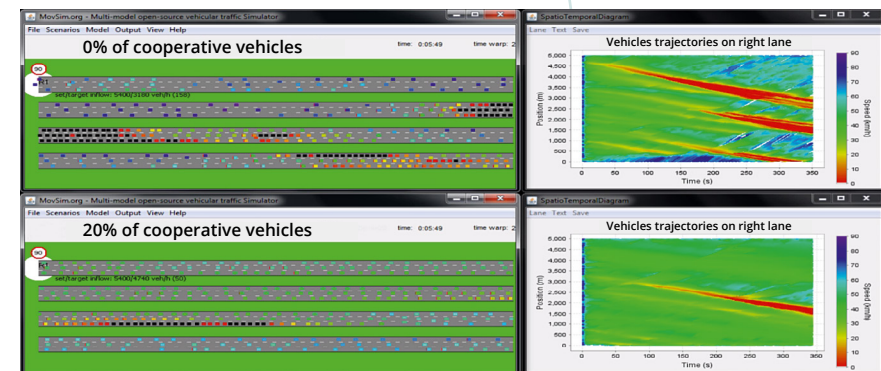 MovSim.org - Multi-model open-source vehicular traffic Simulator
File Scenarios Model Output View Help
0% of cooperative vehicles
time: 0:05:49
time warp: 2
90
R1
set/target inflow: 5400/3180 veh/h (158)
SpatioTemporalDiagram
Lane Text Save
Vehicles trajectories on right lane
5,000
4,500
4,000
3,500
3,000
2,500
2,000
1,500
1,000
500
0
Position (m)
0 50 100 150 200 250 300 350
Time (s)
90
80
70
60
50
40
30
20
10
0
Speed (km/h)
MovSim.org - Multi-model open-source vehicular traffic Simulator
File Scenarios Model Output View Help
20% of cooperative vehicles
time: 0:05:49
time warp: 2
90
R1
set/target inflow: 5400/4740 veh/h (50)
SpatioTemporalDiagram
Lane Text Save
Vehicles trajectories on right lane
5,000
4,500
4,000
3,500
3,000
2,500
2,000
1,500
1,000
500
0
Position (m)
0 50 100 150 200 250 300 350
Time (s)
90
80
70
60
50
40
30
20
10
0
Speed (km/h)